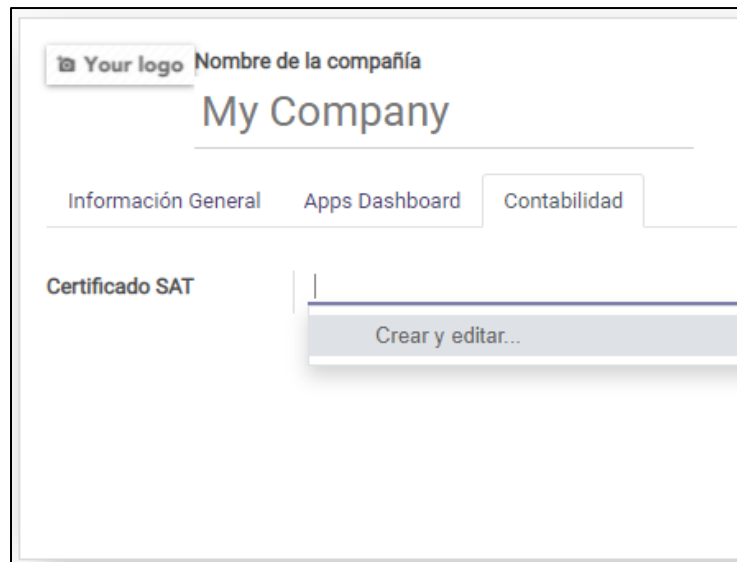 Your logo
Nombre de la compañía
My Company
Información General Apps Dashboard Contabilidad
Certificado SAT
Crear y editar...